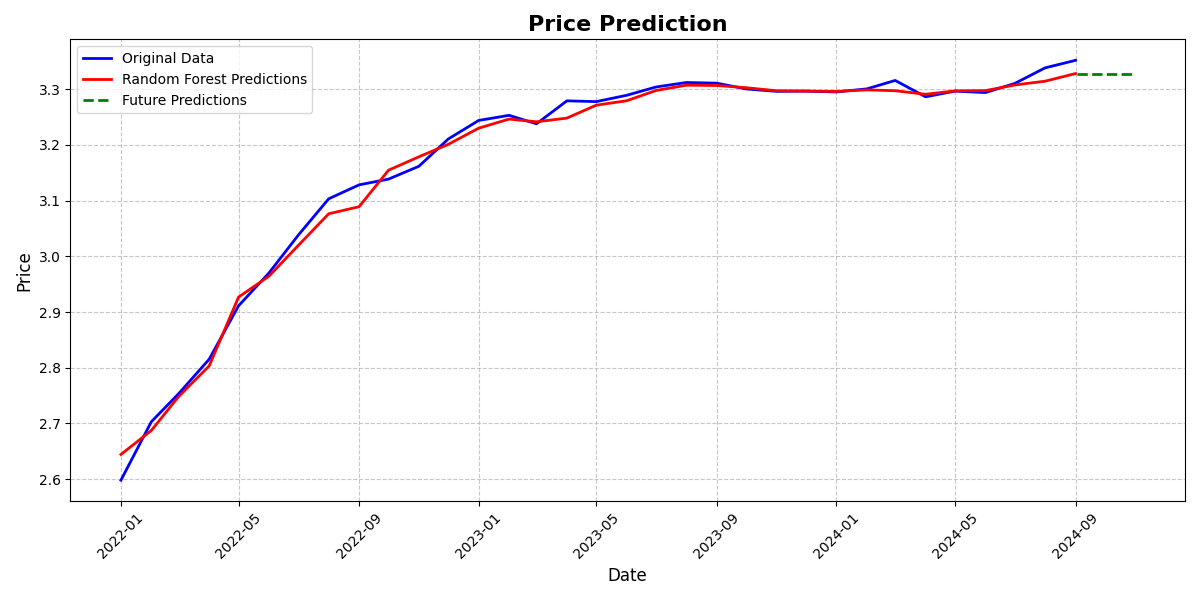 Price Prediction
Original Data
Random Forest Predictions
Future Predictions
Price
3.3
3.2
3.1
3.0
2.9
2.8
2.7
2.6
2022-01
2022-05
2022-09
2023-01
2023-05
2023-09
2024-01
2024-05
2024-09
Date